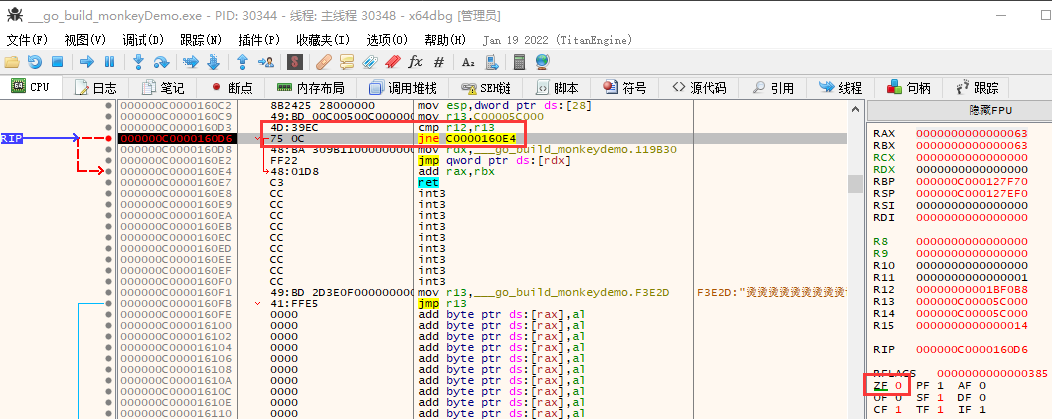 ___go_build_monkeyDemo.exe - PID: 30344 - 线程: 主线程 30348 - x64dbg [管理员]
文件(F) 视图(V) 调试(D) 跟踪(N) 插件(P) 收藏夹(I) 选项(O) 帮助(H) Jan 19 2022 (TitanEngine)
CPU 日志 笔记 断点 内存布局 调用堆栈 SEH链 脚本 符号 源代码 引用 线程 句柄 跟踪
隐藏FPU
000000C0000160C2 8B2425 28000000 mov esp,dword ptr ds:[28]
000000C0000160C9 49:BD 00C00500C0000000 mov r13,C00005C000
000000C0000160D3 4D:39EC cmp r12,r13
RIP 000000C0000160D6 75 0C jne C0000160E4
000000C0000160D8 48:BA 309B110000000000 mov rdx,___go_build_monkeydemo.119B30
000000C0000160E2 FF22 jmp qword ptr ds:[rdx]
000000C0000160E4 48:01D8 add rax,rbx
000000C0000160E7 C3 ret
000000C0000160E8 CC int3
000000C0000160E9 CC int3
000000C0000160EA CC int3
000000C0000160EB CC int3
000000C0000160EC CC int3
000000C0000160ED CC int3
000000C0000160EE CC int3
000000C0000160EF CC int3
000000C0000160F0 CC int3
000000C0000160F1 49:BD 2D3E0F0000000000 mov r13,___go_build_monkeydemo.F3E2D F3E2D:"烫烫烫烫烫烫烫烫烫
000000C0000160FB 41:FFE5 jmp r13
000000C0000160FE 0000 add byte ptr ds:[rax],al
000000C000016100 0000 add byte ptr ds:[rax],al
000000C000016102 0000 add byte ptr ds:[rax],al
000000C000016104 0000 add byte ptr ds:[rax],al
000000C000016106 0000 add byte ptr ds:[rax],al
000000C000016108 0000 add byte ptr ds:[rax],al
000000C00001610A 0000 add byte ptr ds:[rax],al
000000C00001610C 0000 add byte ptr ds:[rax],al
000000C00001610E 0000 add byte ptr ds:[rax],al
000000C000016110 0000 add byte ptr ds:[rax],al
RAX 0000000000000063
RBX 0000000000000063
RCX 0000000000000000
RDX 0000000000000000
RBP 000000C000127F70
RSP 000000C000127EF0
RSI 0000000000000000
RDI 0000000000000000
R8 0000000000000000
R9 0000000000000000
R10 0000000000000000
R11 0000000000000001
R12 00000000001BF0B8
R13 000000C00005C000
R14 000000C00005C000
R15 0000000000000014
RIP 000000C0000160D6
RFLAGS 0000000000000385
ZF 0 PF 1 AF 0
OF 0 SF 1 DF 0
CF 1 TF 1 IF 1